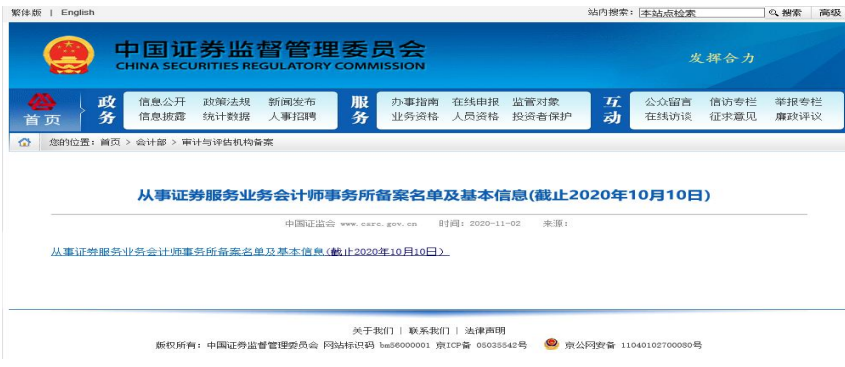 繁体版 | English
站内搜索: 本站点检索 搜索 高级
中国证券监督管理委员会
CHINA SECURITIES REGULATORY COMMISSION
发挥合力
首页
政务
信息公开 政策法规 新闻发布
信息披露 统计数据 人事招聘
服务
办事指南 在线申报 监管对象
业务资格 人员资格 投资者保护
互动
公众留言 信访专栏 举报专栏
在线访谈 征求意见 廉政评议
您的位置: 首页 > 会计部 > 审计与评估机构备案
从事证券服务业务会计师事务所备案名单及基本信息(截止2020年10月10日)
中国证监会 www.csrc.gov.cn 时间: 2020-11-02 来源:
从事证券服务业务会计师事务所备案名单及基本信息(截止2020年10月10日)
关于我们 | 联系我们 | 法律声明
版权所有: 中国证券监督管理委员会 网站标识码 bm56000001 京ICP备 05035542号 京公网安备 11040102700080号